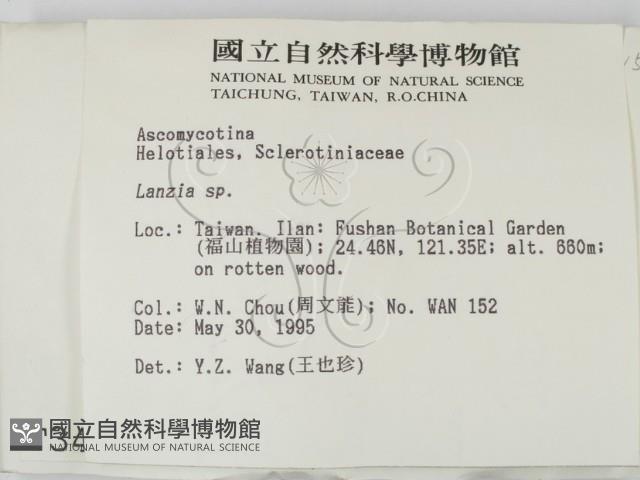 國立自然科學博物館
NATIONAL MUSEUM OF NATURAL SCIENCE
TAICHUNG, TAIWAN, R.O.CHINA
Ascomycotina
Helotiales, Sclerotiniaceae
Lanzia sp.
Loc.: Taiwan. Ilan: Fushan Botanical Garden
(福山植物園); 24.46N, 121.35E; alt. 660m;
on rotten wood.
Col.: W.N. Chou(周文能); No. WAN 152
Date: May 30, 1995
Det.: Y.Z. Wang(王也珍)
國立自然科學博物館
NATIONAL MUSEUM OF NATURAL SCIENCE